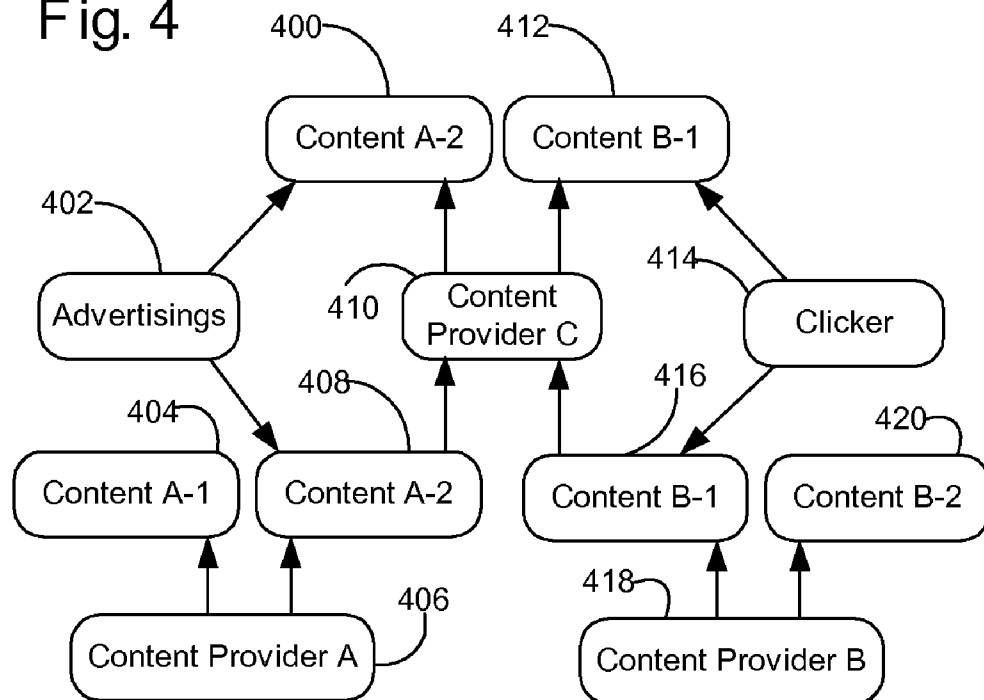 Fig. 4
400
412
Content A-2
Content B-1
402
414
Advertisings
410
Content
Provider C
Clicker
408
416
404
420
Content A-1
Content A-2
Content B-1
Content B-2
406
418
Content Provider A
Content Provider B